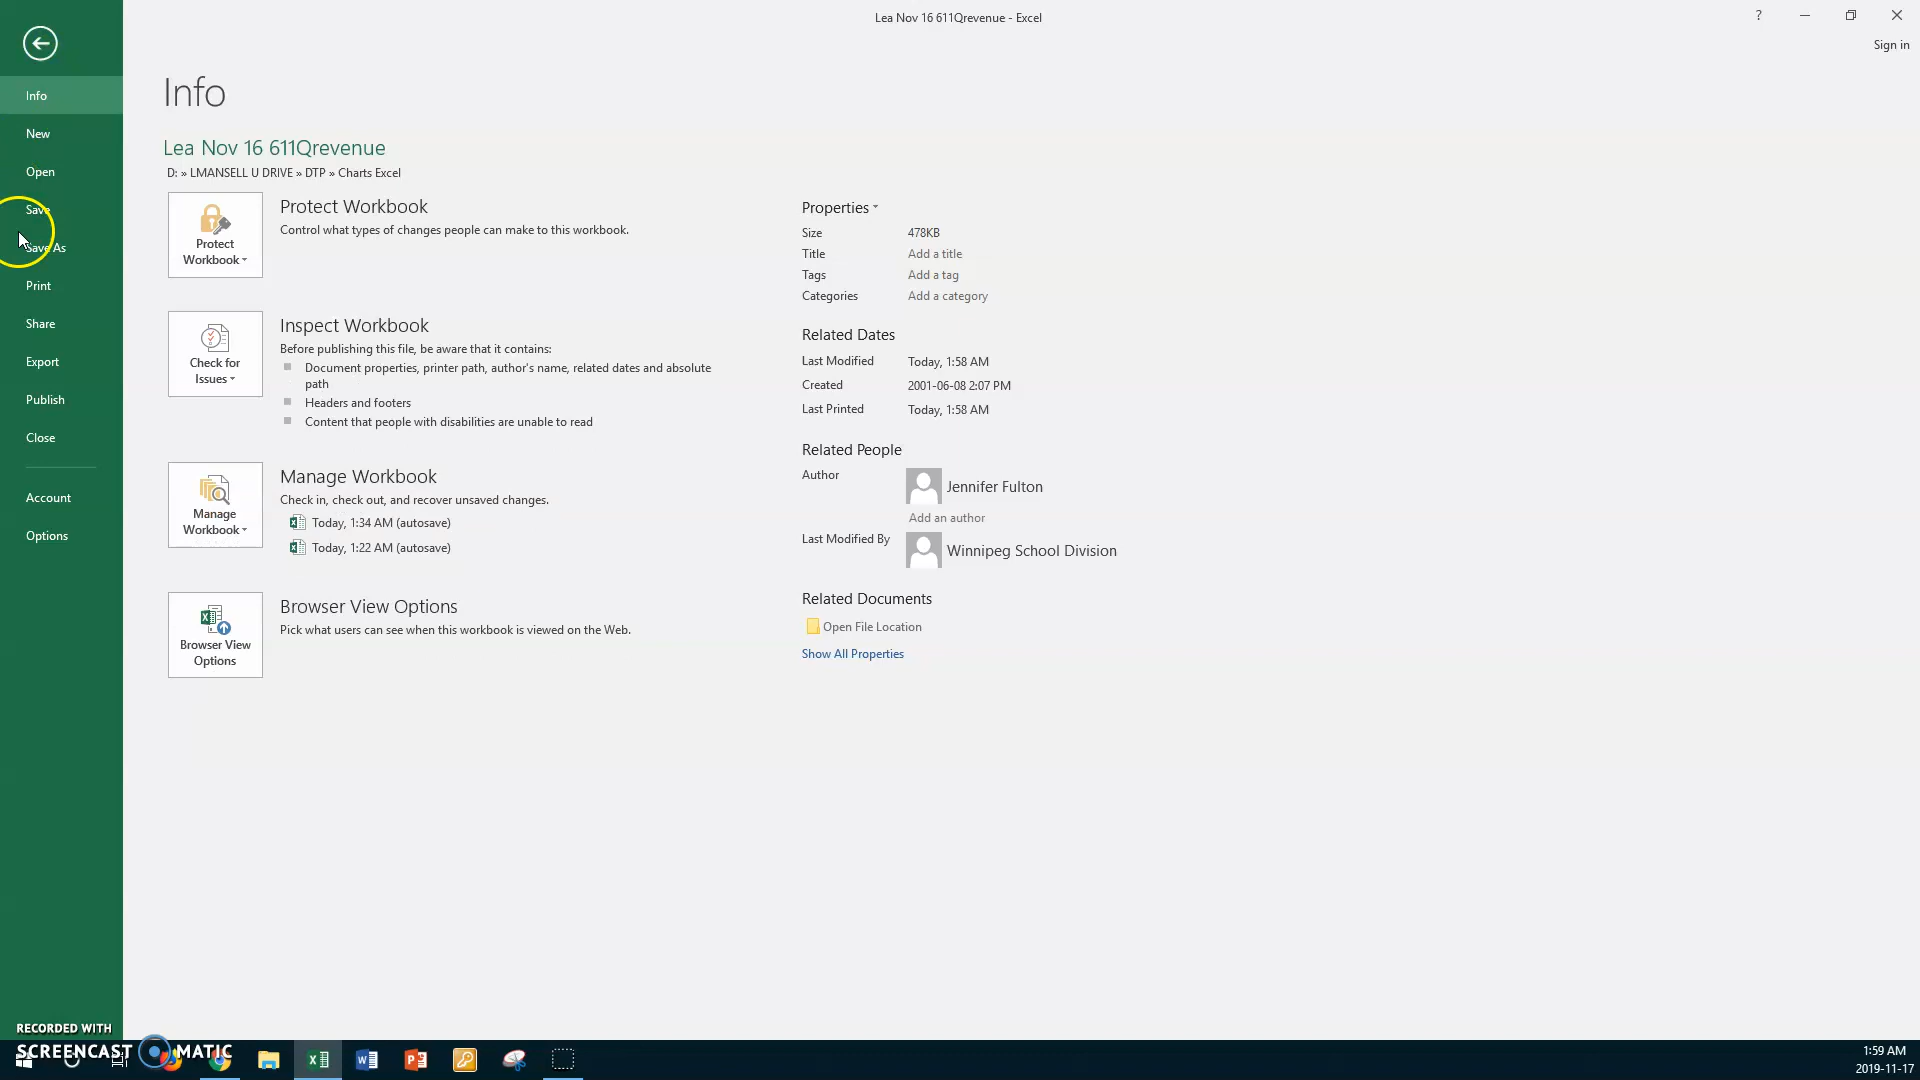 Lea Nov 16 611Qrevenue - Excel
?
Sign in
Info
New
Open
Save
Save As
Print
Share
Export
Publish
Close
Account
Options
Info
Lea Nov 16 611Qrevenue
D: » LMANSELL U DRIVE » DTP » Charts Excel
Protect
Workbook
Protect Workbook
Control what types of changes people can make to this workbook.
Check for
Issues
Inspect Workbook
Before publishing this file, be aware that it contains:
Document properties, printer path, author's name, related dates and absolute
path
Headers and footers
Content that people with disabilities are unable to read
Manage
Workbook
Manage Workbook
Check in, check out, and recover unsaved changes.
Today, 1:34 AM (autosave)
Today, 1:22 AM (autosave)
Browser View
Options
Browser View Options
Pick what users can see when this workbook is viewed on the Web.
Properties
Size 478KB
Title Add a title
Tags Add a tag
Categories Add a category
Related Dates
Last Modified Today, 1:58 AM
Created 2001-06-08 2:07 PM
Last Printed Today, 1:58 AM
Related People
Author Jennifer Fulton
Add an author
Last Modified By Winnipeg School Division
Related Documents
Open File Location
Show All Properties
RECORDED WITH
SCREENCAST MATIC
1:59 AM
2019-11-17